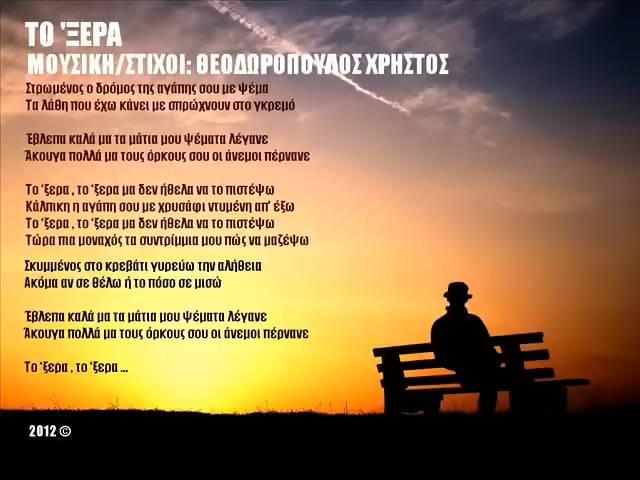 ΤΟ 'ΞΕΡΑ
ΜΟΥΣΙΚΗ/ΣΤΙΧΟΙ: ΘΕΟΔΩΡΟΠΟΥΛΟΣ ΧΡΗΣΤΟΣ
Στρωμένος ο δρόμος της αγάπης σου με ψέμα
Τα λάθη που έχω κάνει με σπρώχνουν στο γκρεμό
Έβλεπα καλά μα τα μάτια μου ψέματα λέγανε
Άκουγα πολλά μα τους όρκους σου οι άνεμοι πέρνανε
Το 'ξερα , το 'ξερα μα δεν ήθελα να το πιστέψω
Κάλπικη η αγάπη σου με χρυσάφι ντυμένη απ' έξω
Το 'ξερα , το 'ξερα μα δεν ήθελα να το πιστέψω
Τώρα πια μοναχός τα συντρίμμια μου πώς να μαζέψω
Σκυμμένος στο κρεβάτι γυρεύω την αλήθεια
Ακόμα αν σε θέλω ή το πόσο σε μισώ
Έβλεπα καλά μα τα μάτια μου ψέματα λέγανε
Άκουγα πολλά μα τους όρκους σου οι άνεμοι πέρνανε
Το 'ξερα , το 'ξερα ...
2012 ©